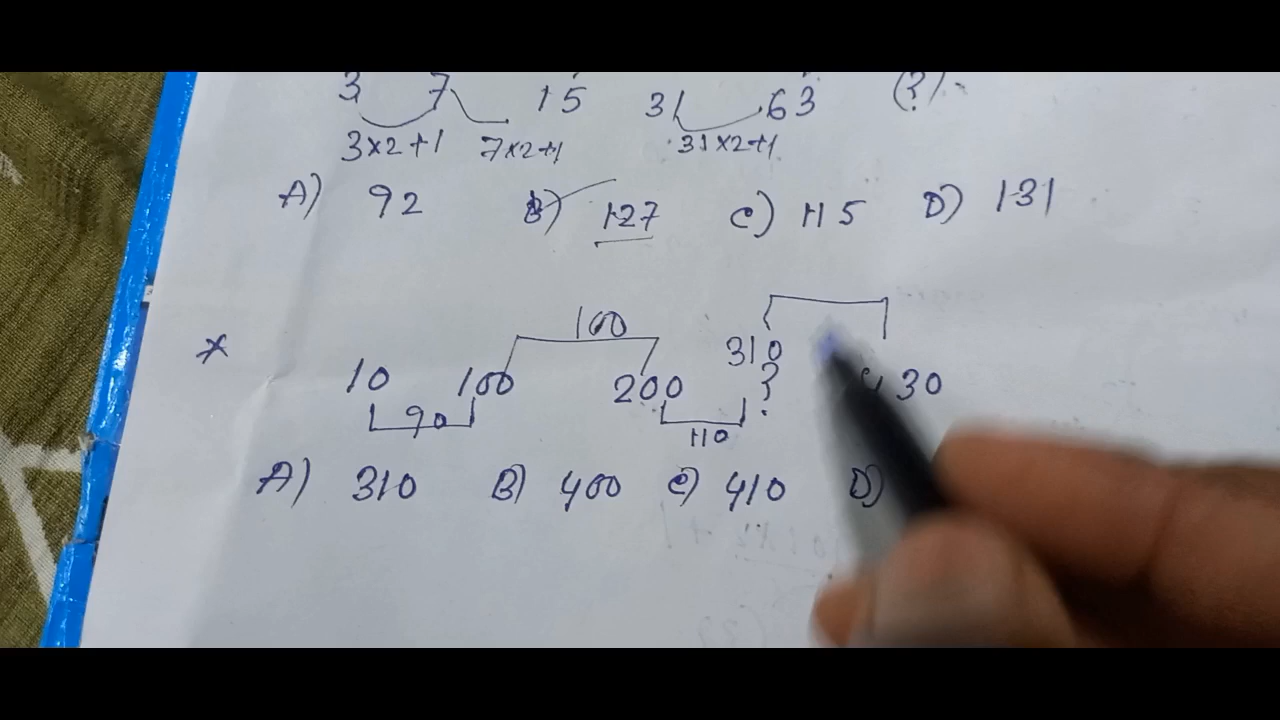 3 7 15 31 63 (?)
3×2+1 7×2+1 31×2+1
A) 92 B) 127 C) 115 D) 131
100
310
* 10 100 200 ? 430
90 110
A) 310 B) 400 C) 410 D)